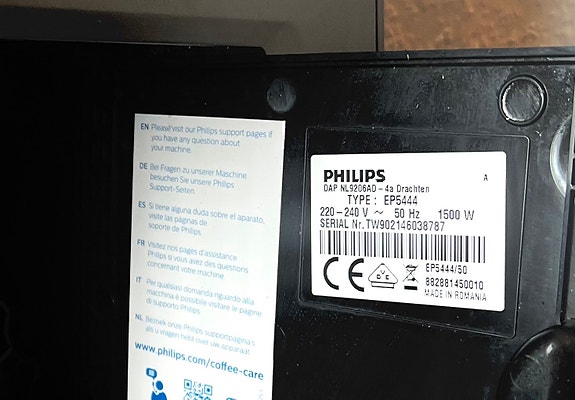 EN Please visit our Philips support pages if
you have any question about
your machine.
DE Bei Fragen zu unserer Maschine
besuchen Sie unsere Philips
Support-Seiten.
ES Si tiene alguna duda sobre el aparato,
visite las páginas de
soporte de Philips.
FR Visitez nos pages d'assistance
Philips si vous avez des questions
concernant votre machine.
IT Per qualsiasi domanda riguardo alla
macchina è possibile visitare le pagine
di supporto Philips.
NL Bezoek onze Philips supportpagina's
als u vragen hebt over uw apparaat.
www.philips.com/coffee-care
PHILIPS A
DAP NL9206AD-4a Drachten
TYPE : EP5444
220-240 V ~ 50 Hz 1500 W
SERIAL Nr. TW902146038787
CE
EP5444/50
882881450010
MADE IN ROMANIA